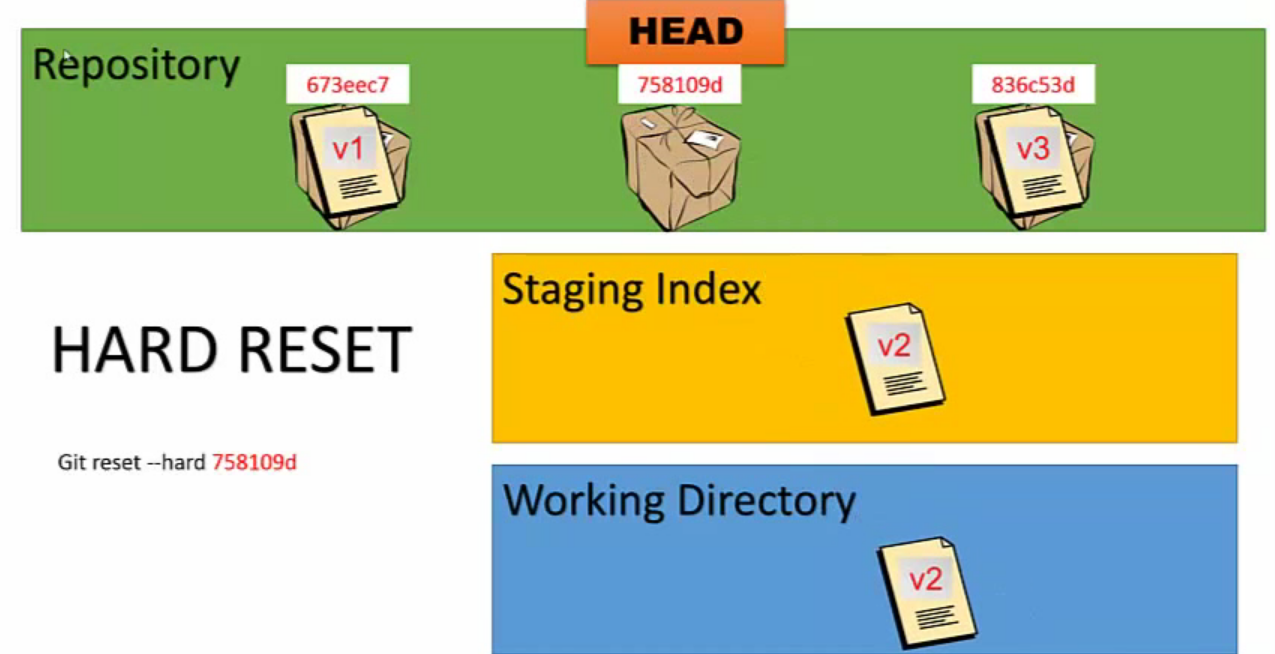 HEAD
Repository
673eec7
758109d
836c53d
v1
v3
Staging Index
v2
HARD RESET
Git reset --hard 758109d
Working Directory
v2